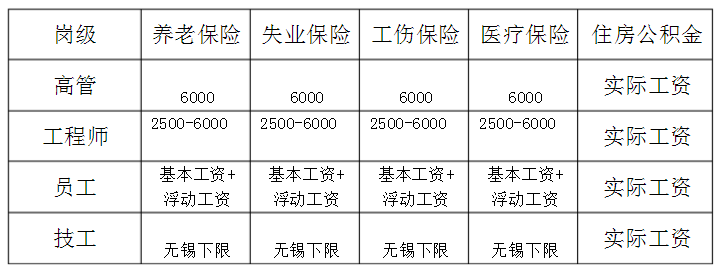 岗级 养老保险 失业保险 工伤保险 医疗保险 住房公积金
高管 6000 6000 6000 6000 实际工资
工程师 2500-6000 2500-6000 2500-6000 2500-6000 实际工资
员工 基本工资+ 基本工资+ 基本工资+ 基本工资+ 实际工资
浮动工资 浮动工资 浮动工资 浮动工资
技工 无锡下限 无锡下限 无锡下限 无锡下限 实际工资